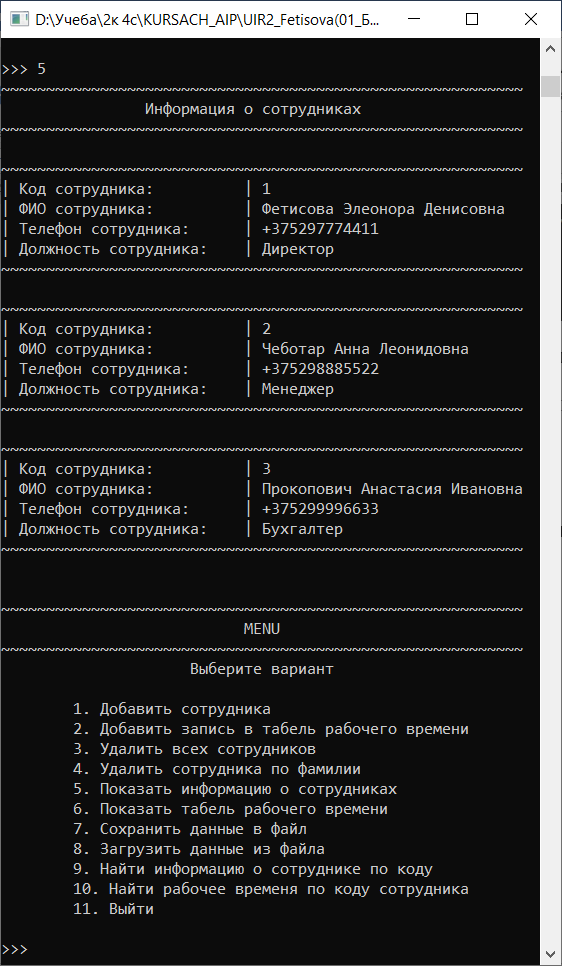 D:\Учеба\2к 4с\KURSACH_AIP\UIR2_Fetisova(01_Б...
>>> 5
~~~~~~~~~~~~~~~~~~~~~~~~~~~~~~~~~~~~~~~~~~~~~~~~~~~~~~~~~~
Информация о сотрудниках
~~~~~~~~~~~~~~~~~~~~~~~~~~~~~~~~~~~~~~~~~~~~~~~~~~~~~~~~~~
~~~~~~~~~~~~~~~~~~~~~~~~~~~~~~~~~~~~~~~~~~~~~~~~~~~~~~~~~~
| Код сотрудника: | 1
| ФИО сотрудника: | Фетисова Элеонора Денисовна
| Телефон сотрудника: | +375297774411
| Должность сотрудника: | Директор
~~~~~~~~~~~~~~~~~~~~~~~~~~~~~~~~~~~~~~~~~~~~~~~~~~~~~~~~~~
~~~~~~~~~~~~~~~~~~~~~~~~~~~~~~~~~~~~~~~~~~~~~~~~~~~~~~~~~~
| Код сотрудника: | 2
| ФИО сотрудника: | Чеботар Анна Леонидовна
| Телефон сотрудника: | +375298885522
| Должность сотрудника: | Менеджер
~~~~~~~~~~~~~~~~~~~~~~~~~~~~~~~~~~~~~~~~~~~~~~~~~~~~~~~~~~
~~~~~~~~~~~~~~~~~~~~~~~~~~~~~~~~~~~~~~~~~~~~~~~~~~~~~~~~~~
| Код сотрудника: | 3
| ФИО сотрудника: | Прокопович Анастасия Ивановна
| Телефон сотрудника: | +375299996633
| Должность сотрудника: | Бухгалтер
~~~~~~~~~~~~~~~~~~~~~~~~~~~~~~~~~~~~~~~~~~~~~~~~~~~~~~~~~~
~~~~~~~~~~~~~~~~~~~~~~~~~~~~~~~~~~~~~~~~~~~~~~~~~~~~~~~~~~
MENU
~~~~~~~~~~~~~~~~~~~~~~~~~~~~~~~~~~~~~~~~~~~~~~~~~~~~~~~~~~
Выберите вариант
1. Добавить сотрудника
2. Добавить запись в табель рабочего времени
3. Удалить всех сотрудников
4. Удалить сотрудника по фамилии
5. Показать информацию о сотрудниках
6. Показать табель рабочего времени
7. Сохранить данные в файл
8. Загрузить данные из файла
9. Найти информацию о сотруднике по коду
10. Найти рабочее временя по коду сотрудника
11. Выйти
>>>